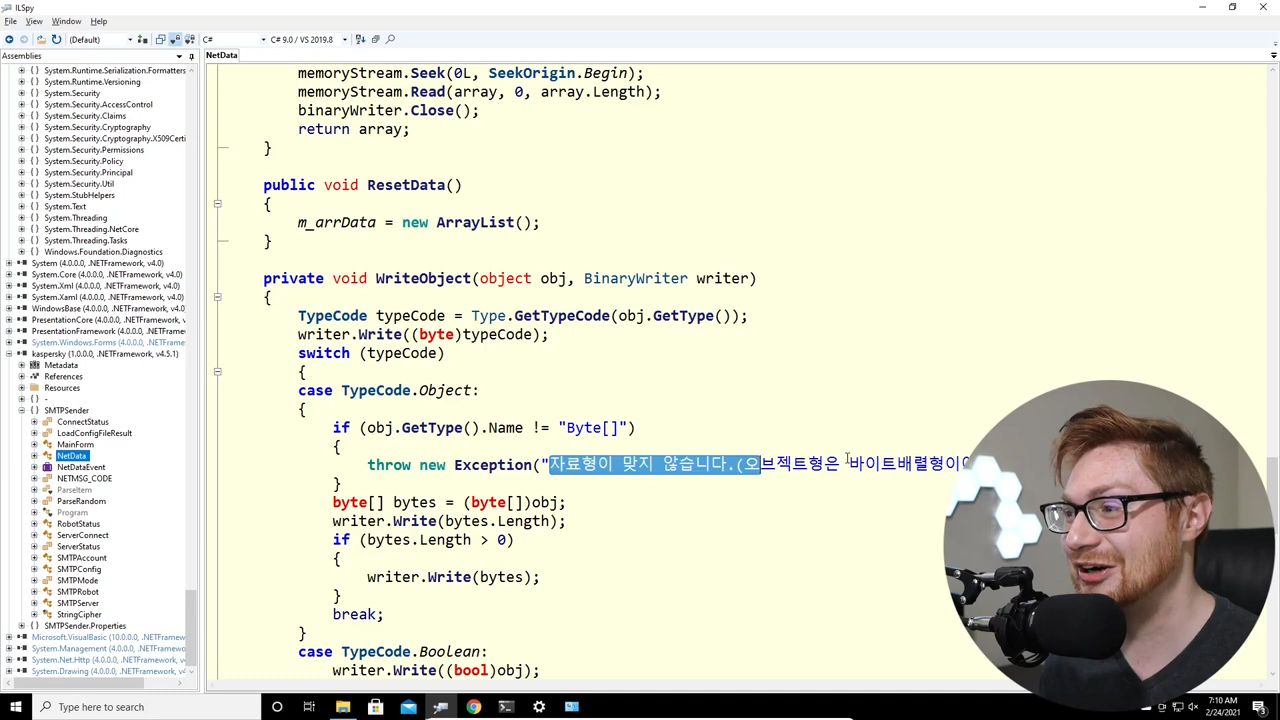 ILSpy
File View Window Help
(Default) C# C# 9.0 / VS 2019.8
Assemblies
System.Runtime.Serialization.Formatters
System.Runtime.Versioning
System.Security
System.Security.AccessControl
System.Security.Claims
System.Security.Cryptography
System.Security.Cryptography.X509Certi
System.Security.Permissions
System.Security.Policy
System.Security.Principal
System.Security.Util
System.StubHelpers
System.Text
System.Threading
System.Threading.NetCore
System.Threading.Tasks
Windows.Foundation.Diagnostics
System (4.0.0.0, .NETFramework, v4.0)
System.Core (4.0.0.0, .NETFramework, v4.0)
System.Xml (4.0.0.0, .NETFramework, v4.0)
System.Xaml (4.0.0.0, .NETFramework, v4.0)
WindowsBase (4.0.0.0, .NETFramework, v4.0
PresentationCore (4.0.0.0, .NETFramework, v
PresentationFramework (4.0.0.0, .NETFramew
System.Windows.Forms (4.0.0.0, .NETFrame
kaspersky (1.0.0.0, .NETFramework, v4.5.1)
Metadata
References
Resources
-
SMTPSender
ConnectStatus
LoadConfigFileResult
MainForm
NetData
NetDataEvent
NETMSG_CODE
ParseItem
ParseRandom
Program
RobotStatus
ServerConnect
ServerStatus
SMTPAccount
SMTPConfig
SMTPMode
SMTPRobot
SMTPServer
StringCipher
SMTPSender.Properties
Microsoft.VisualBasic (10.0.0.0, .NETFramew
System.Management (4.0.0.0, .NETFramewor
System.Net.Http (4.0.0.0, .NETFramework, v
System.Drawing (4.0.0.0, .NETFramework, v4
NetData
memoryStream.Seek(0L, SeekOrigin.Begin);
memoryStream.Read(array, 0, array.Length);
binaryWriter.Close();
return array;
}
public void ResetData()
{
m_arrData = new ArrayList();
}
private void WriteObject(object obj, BinaryWriter writer)
{
TypeCode typeCode = Type.GetTypeCode(obj.GetType());
writer.Write((byte)typeCode);
switch (typeCode)
{
case TypeCode.Object:
{
if (obj.GetType().Name != "Byte[]")
{
throw new Exception("자료형이 맞지 않습니다.(오브젝트형은 바이트배렬형이
}
byte[] bytes = (byte[])obj;
writer.Write(bytes.Length);
if (bytes.Length > 0)
{
writer.Write(bytes);
}
break;
}
case TypeCode.Boolean:
writer.Write((bool)obj);
Type here to search
7:10 AM
2/24/2021